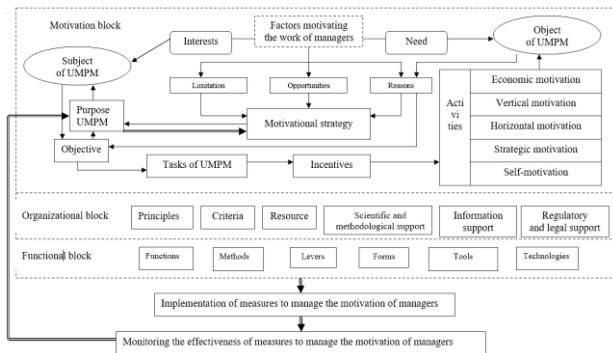 Motivation block
Factors motivating
the work of managers
Interests
Need
Object
of UMPM
Subject
of UMPM
Limitation
Opportunities
Reasons
Economic motivation
Vertical motivation
Horizontal motivation
Strategic motivation
Self-motivation
Acti
vi
ties
Purpose
UMPM
Motivational strategy
Objective
Tasks of UMPM
Incentives
Organizational block
Principles
Criteria
Resource
Scientific and
methodological support
Information
support
Regulatory
and legal support
Functional block
Functions
Methods
Levers
Forms
Tools
Technologies
Implementation of measures to manage the motivation of managers
Monitoring the effectiveness of measures to manage the motivation of managers